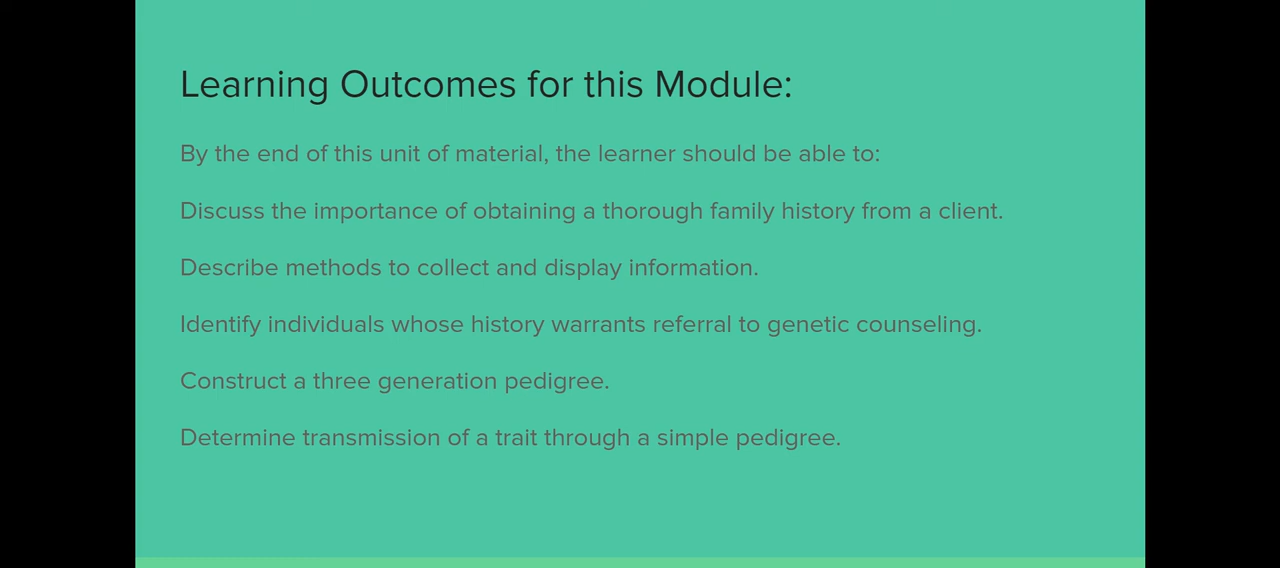 Learning Outcomes for this Module:
By the end of this unit of material, the learner should be able to:
Discuss the importance of obtaining a thorough family history from a client.
Describe methods to collect and display information.
Identify individuals whose history warrants referral to genetic counseling.
Construct a three generation pedigree.
Determine transmission of a trait through a simple pedigree.